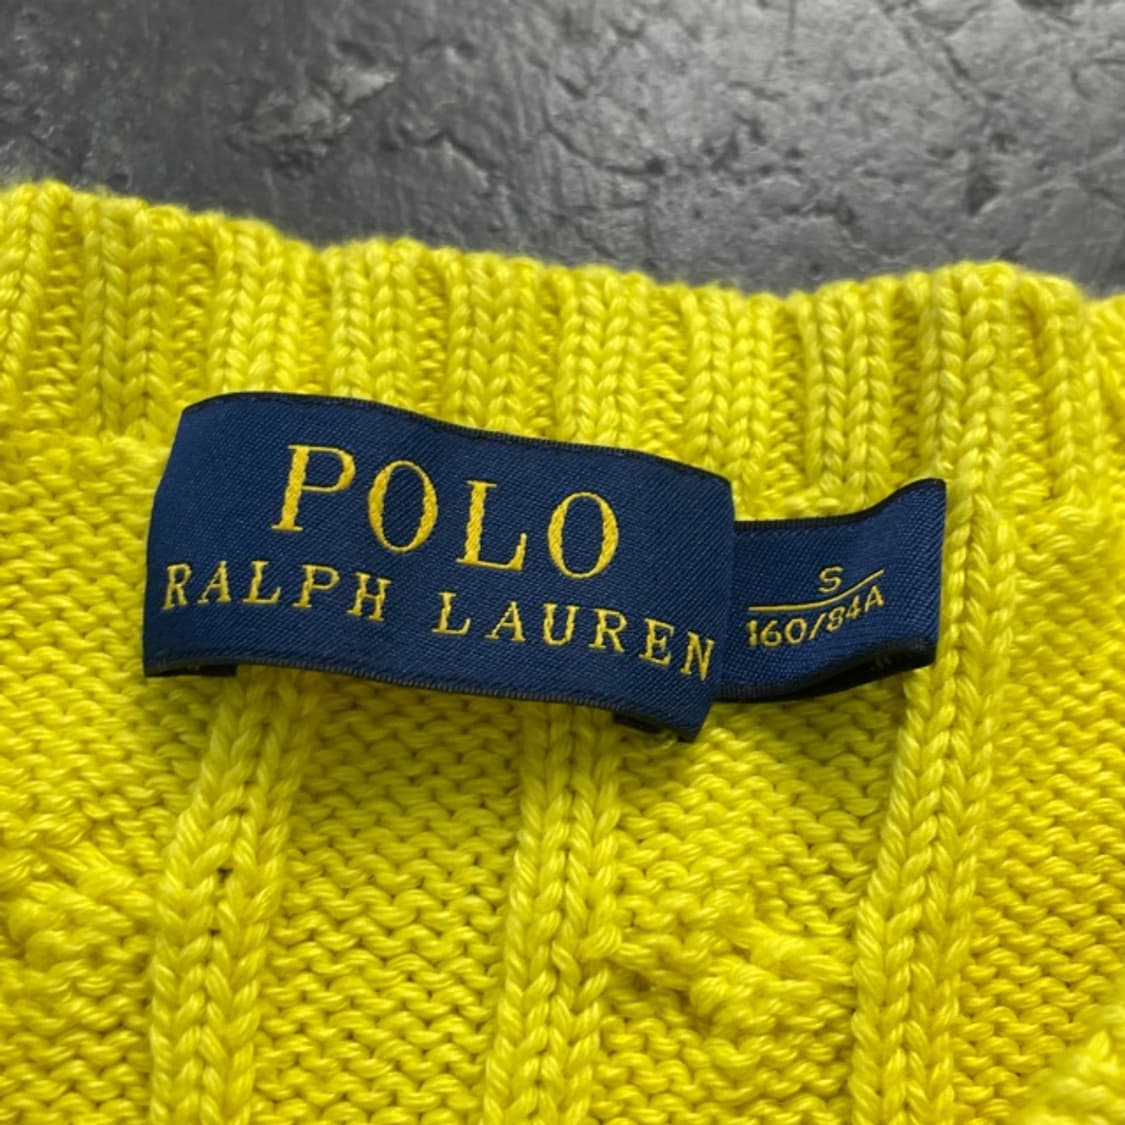 POLO
RALPH LAUREN
S
160/84A